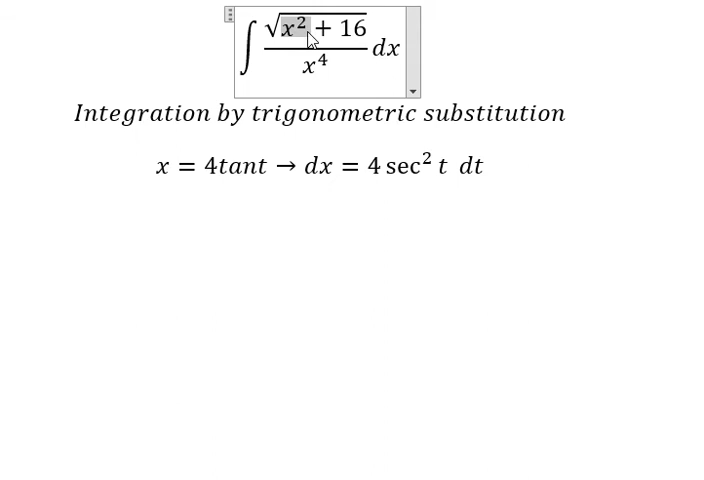 ∫ √(x² + 16) / x⁴ dx
Integration by trigonometric substitution
x = 4tant → dx = 4 sec² t dt